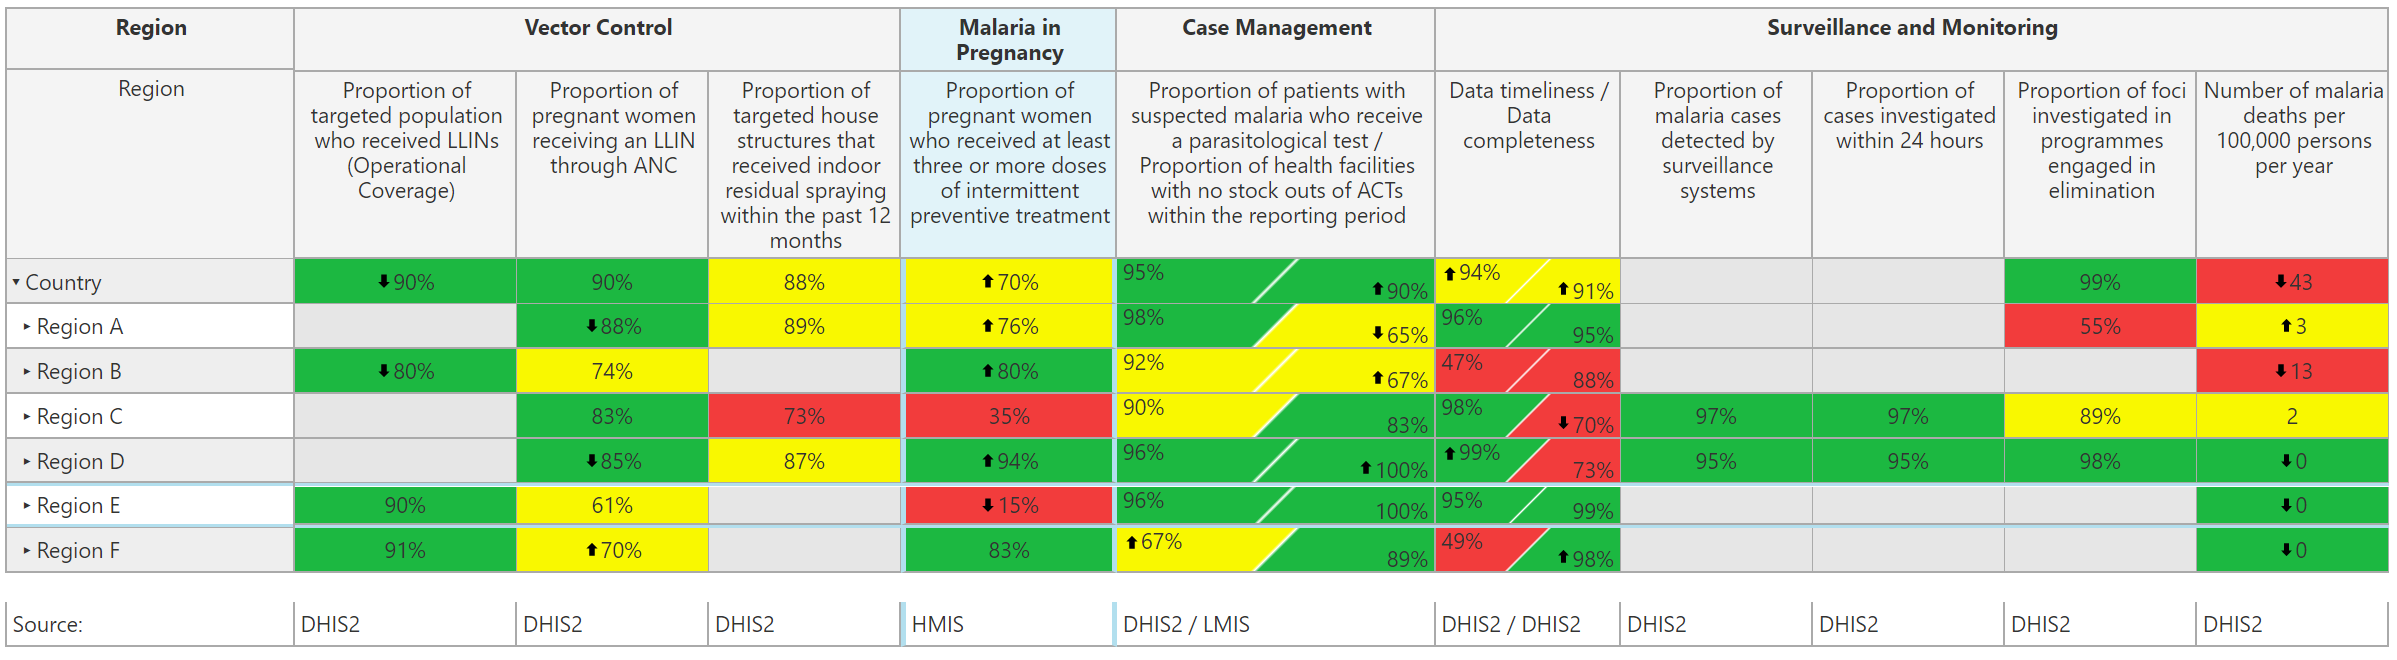 Region Vector Control Malaria in Pregnancy Case Management Surveillance and Monitoring
Region
Proportion of
targeted population
who received LLINs
(Operational
Coverage)
Proportion of
pregnant women
receiving an LLIN
through ANC
Proportion of
targeted house
structures that
received indoor
residual spraying
within the past 12
months
Proportion of
pregnant women
who received at least
three or more doses
of intermittent
preventive treatment
Proportion of patients with
suspected malaria who receive
a parasitological test /
Proportion of health facilities
with no stock outs of ACTs
within the reporting period
Data timeliness /
Data
completeness
Proportion of
malaria cases
detected by
surveillance
systems
Proportion of
cases investigated
within 24 hours
Proportion of foci
investigated in
programmes
engaged in
elimination
Number of malaria
deaths per
100,000 persons
per year
▾ Country ⬇90% 90% 88% ⬆70% 95% ⬆90% ⬆94% ⬆91% 99% ⬇43
▸ Region A ⬇88% 89% ⬆76% 98% ⬇65% 96% 95% 55% ⬆3
▸ Region B ⬇80% 74% ⬆80% 92% ⬆67% 47% 88% ⬇13
▸ Region C 83% 73% 35% 90% 83% 98% ⬇70% 97% 97% 89% 2
▸ Region D ⬇85% 87% ⬆94% 96% ⬆100% ⬆99% 73% 95% 95% 98% ⬇0
▸ Region E 90% 61% ⬇15% 96% 100% 95% 99% ⬇0
▸ Region F 91% ⬆70% 83% ⬆67% 89% 49% ⬆98% ⬇0
Source: DHIS2 DHIS2 DHIS2 HMIS DHIS2 / LMIS DHIS2 / DHIS2 DHIS2 DHIS2 DHIS2 DHIS2